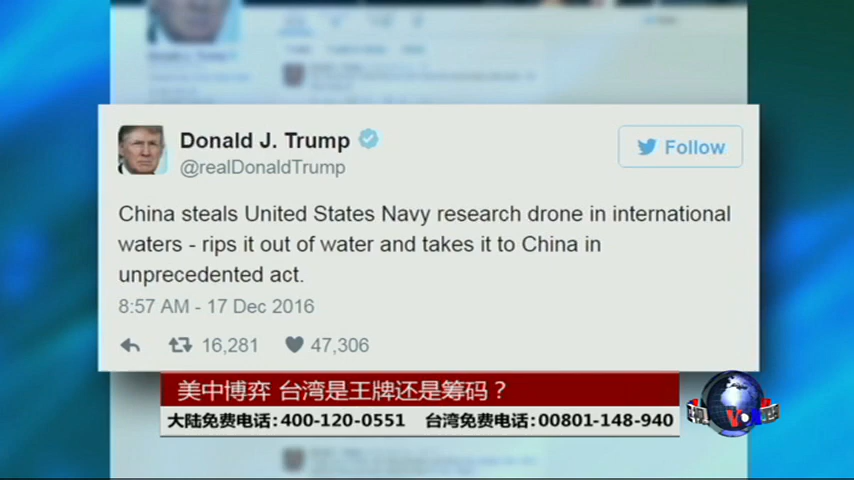 Donald J. Trump
@realDonaldTrump
Follow
China steals United States Navy research drone in international
waters - rips it out of water and takes it to China in
unprecedented act.
8:57 AM - 17 Dec 2016
16,281 47,306
美中博弈 台湾是王牌还是筹码？
大陆免费电话：400-120-0551 台湾免费电话：00801-148-940
VOA